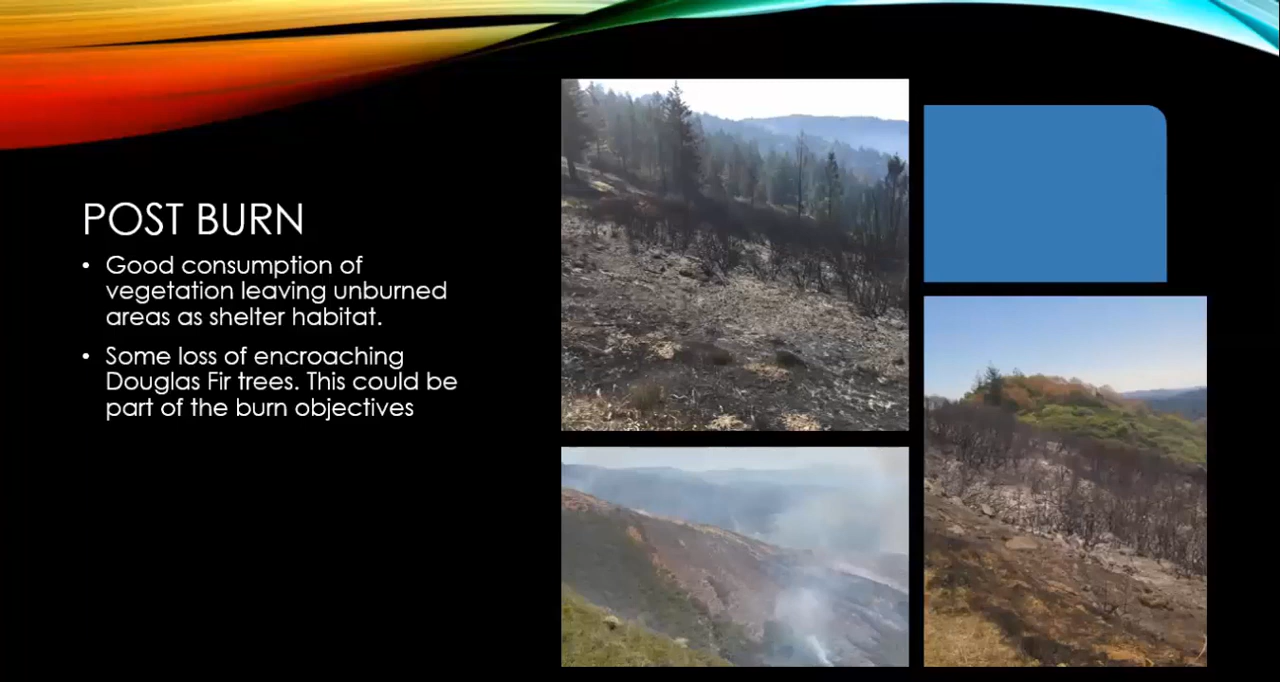 POST BURN
• Good consumption of
vegetation leaving unburned
areas as shelter habitat.
• Some loss of encroaching
Douglas Fir trees. This could be
part of the burn objectives